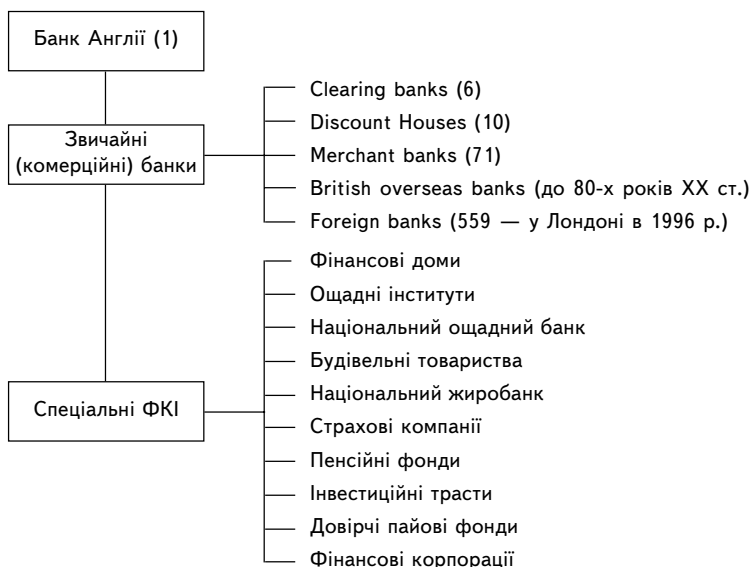 Банк Англії (1)
Звичайні
(комерційні) банки
Clearing banks (6)
Discount Houses (10)
Merchant banks (71)
British overseas banks (до 80-х років XX ст.)
Foreign banks (559 — у Лондоні в 1996 р.)
Спеціальні ФКІ
Фінансові доми
Ощадні інститути
Національний ощадний банк
Будівельні товариства
Національний жиробанк
Страхові компанії
Пенсійні фонди
Інвестиційні трасти
Довірчі пайові фонди
Фінансові корпорації